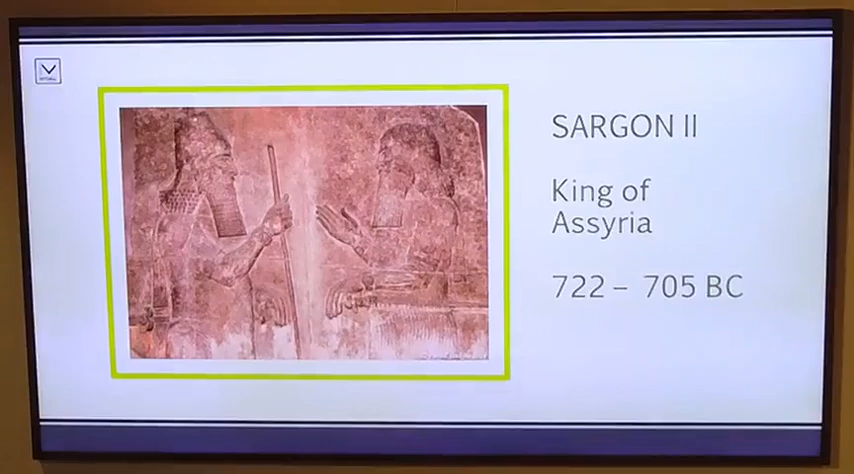 SARGON II
King of
Assyria
722 – 705 BC